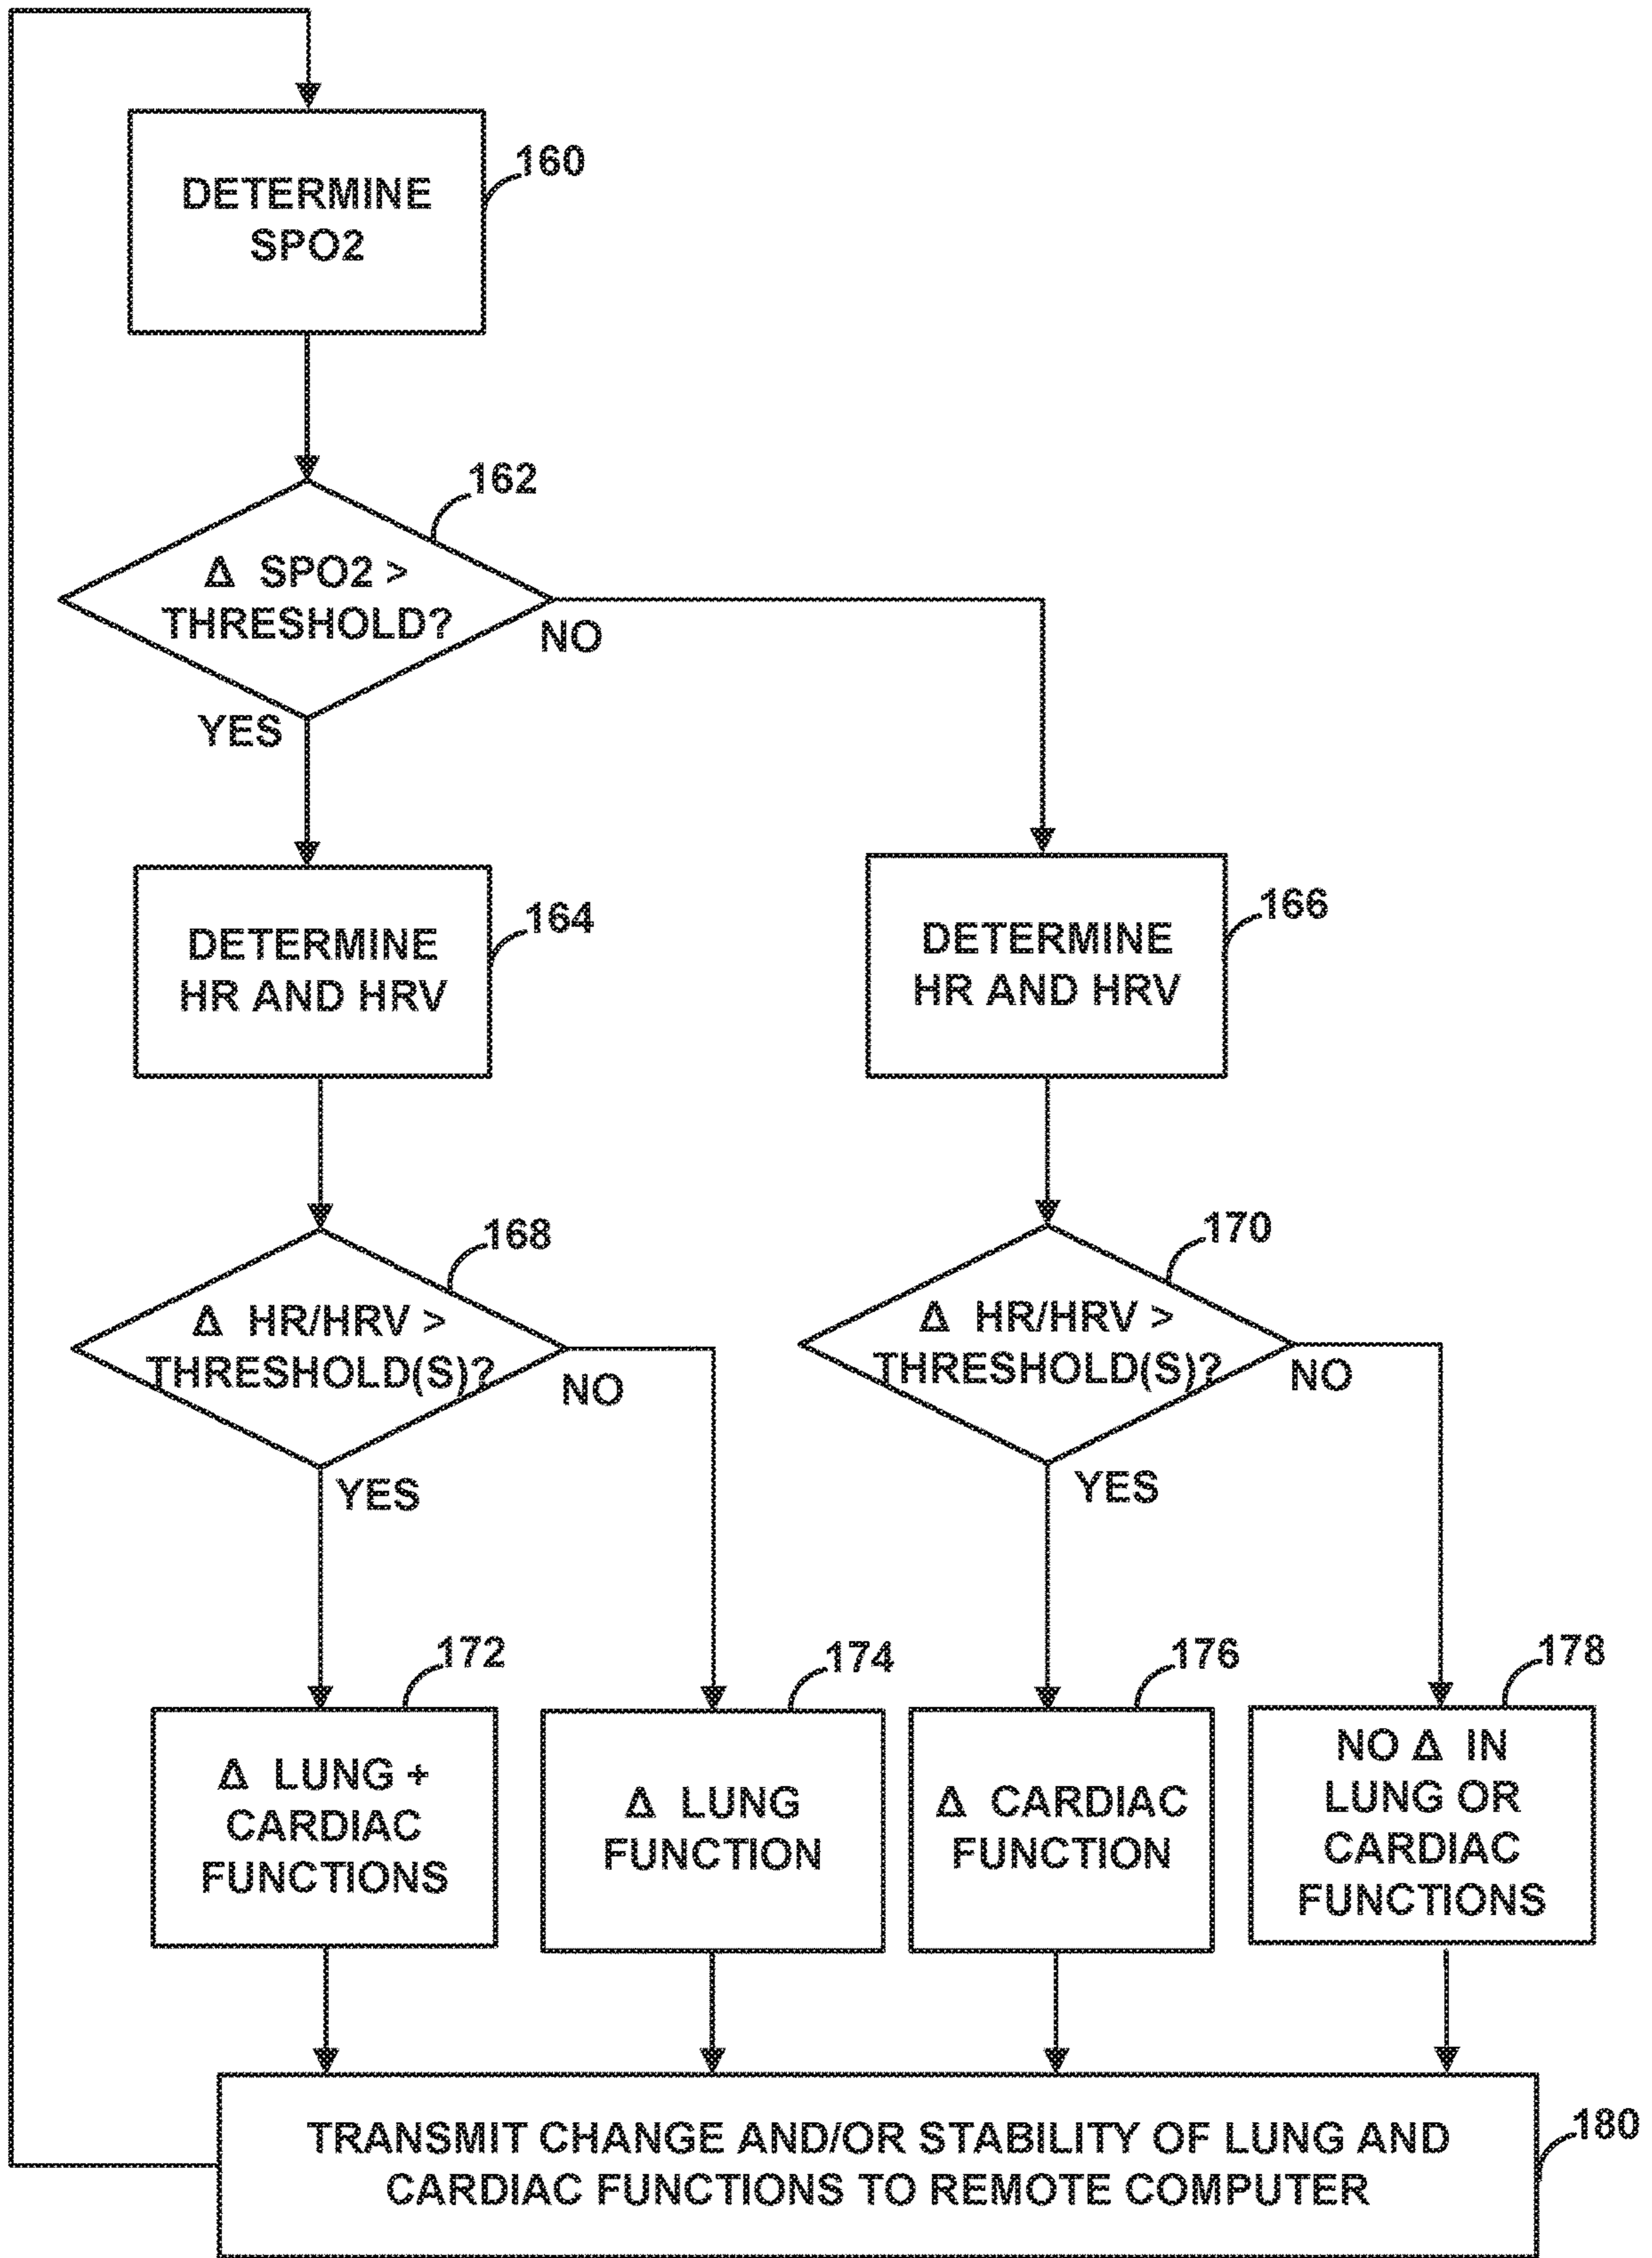 160
DETERMINE
SPO2
162
Δ SPO2 >
THRESHOLD?
NO
YES
164
DETERMINE
HR AND HRV
166
DETERMINE
HR AND HRV
168
Δ HR/HRV >
THRESHOLD(S)?
NO
YES
170
Δ HR/HRV >
THRESHOLD(S)?
NO
YES
172
Δ LUNG +
CARDIAC
FUNCTIONS
174
Δ LUNG
FUNCTION
176
Δ CARDIAC
FUNCTION
178
NO Δ IN
LUNG OR
CARDIAC
FUNCTIONS
TRANSMIT CHANGE AND/OR STABILITY OF LUNG AND
CARDIAC FUNCTIONS TO REMOTE COMPUTER
180